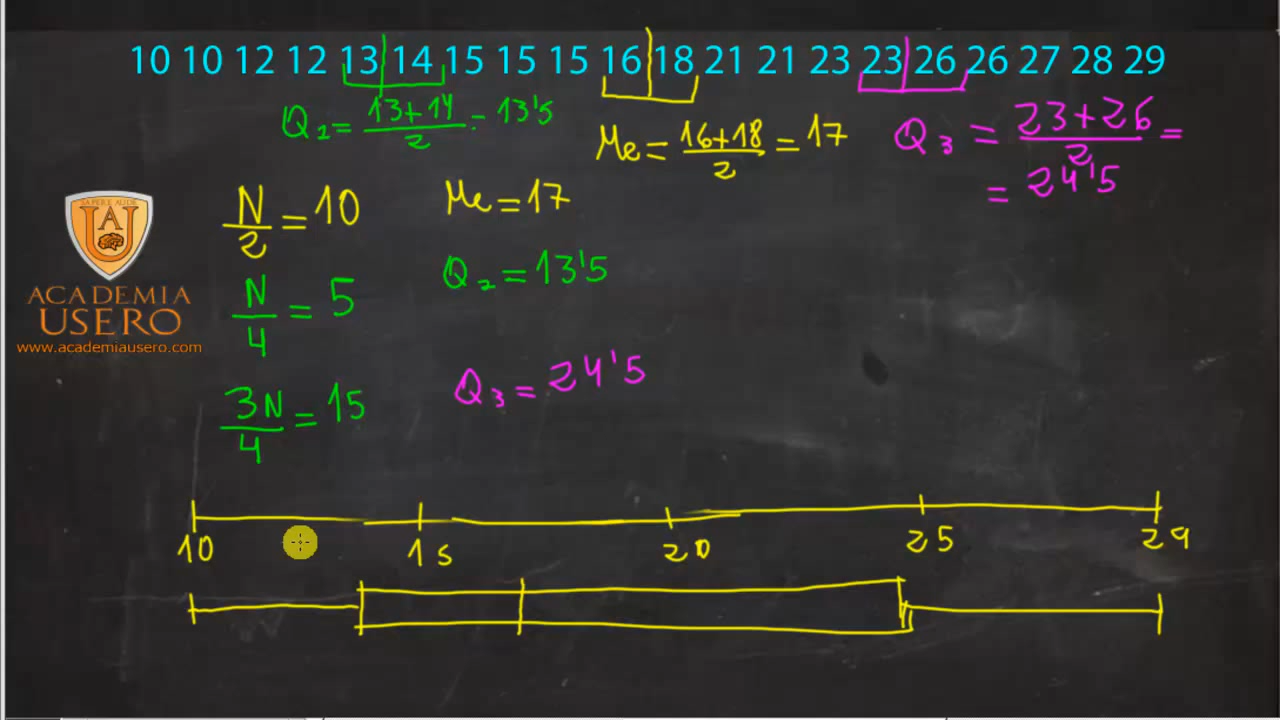 10 10 12 12 13 14 15 15 15 16 18 21 21 23 23 26 26 27 28 29
Q2 = 13+14/2 = 13'5
Me = 16+18/2 = 17
Q3 = 23+26/2 =
= 24'5
SAPERE AUDE
UA
ACADEMIA
USERO
www.academiausero.com
N/2 = 10
Me = 17
N/4 = 5
Q2 = 13'5
3N/4 = 15
Q3 = 24'5
10 15 20 25 29